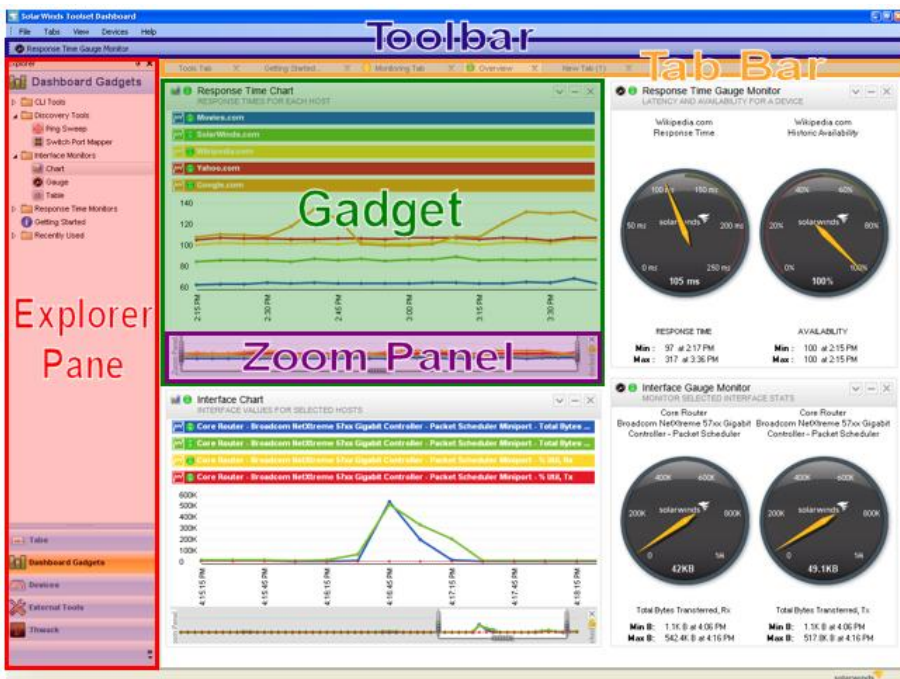 SolarWinds Toolset Dashboard
File Tabs View Devices Help
Toolbar
Response Time Gauge Monitor
Explorer
Tools Tab
Getting Started...
Monitoring Tab
Overview
New Tab (1)
Tab Bar
Dashboard Gadgets
CLI Tools
Discovery Tools
Ping Sweep
Switch Port Mapper
Interface Monitors
Chart
Gauge
Table
Response Time Monitors
Getting Started
Recently Used
Explorer
Pane
Tabs
Dashboard Gadgets
Devices
External Tools
Thwack
Response Time Chart
RESPONSE TIMES FOR EACH HOST
Movies.com
SolarWinds.com
Wikipedia.com
Yahoo.com
Google.com
Gadget
140
120
100
80
60
2:15 PM
2:30 PM
2:45 PM
3:00 PM
3:15 PM
3:30 PM
Zoom Panel
Interface Chart
INTERFACE VALUES FOR SELECTED HOSTS
Core Router - Broadcom NetXtreme 57xx Gigabit Controller - Packet Scheduler Miniport - Total Bytes ...
Core Router - Broadcom NetXtreme 57xx Gigabit Controller - Packet Scheduler Miniport - Total Bytes ...
Core Router - Broadcom NetXtreme 57xx Gigabit Controller - Packet Scheduler Miniport - % Util, Rx
Core Router - Broadcom NetXtreme 57xx Gigabit Controller - Packet Scheduler Miniport - % Util, Tx
600K
500K
400K
300K
200K
100K
0
4:15:15 PM
4:15:45 PM
4:16:15 PM
4:16:45 PM
4:17:15 PM
4:17:45 PM
4:18:15 PM
Response Time Gauge Monitor
LATENCY AND AVAILABILITY FOR A DEVICE
Wikipedia.com
Response Time
Wikipedia.com
Historic Availability
0 ms
50 ms
100 ms
150 ms
200 ms
250 ms
solarwinds
105 ms
0%
20%
40%
60%
80%
100%
solarwinds
100%
RESPONSE TIME
Min : 97 at 2:17 PM
Max : 317 at 3:36 PM
AVAILABILITY
Min : 100 at 2:15 PM
Max : 100 at 2:15 PM
Interface Gauge Monitor
MONITOR SELECTED INTERFACE STATS
Core Router
Broadcom NetXtreme 57xx Gigabit
Controller - Packet Scheduler
Core Router
Broadcom NetXtreme 57xx Gigabit
Controller - Packet Scheduler
0
200K
400K
600K
800K
1M
solarwinds
42KB
0
200K
400K
600K
800K
1M
solarwinds
49.1KB
Total Bytes Transferred, Rx
Min B: 1.1K B at 4:06 PM
Max B: 542.4K B at 4:16 PM
Total Bytes Transferred, Tx
Min B: 1.1K B at 4:06 PM
Max B: 517.8K B at 4:16 PM
solarwinds